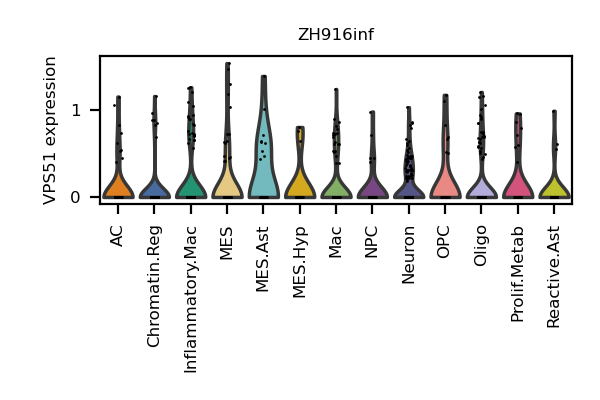 ZH916inf
VPS51 expression
1
0
AC
Chromatin.Reg
Inflammatory.Mac
MES
MES.Ast
MES.Hyp
Mac
NPC
Neuron
OPC
Oligo
Prolif.Metab
Reactive.Ast